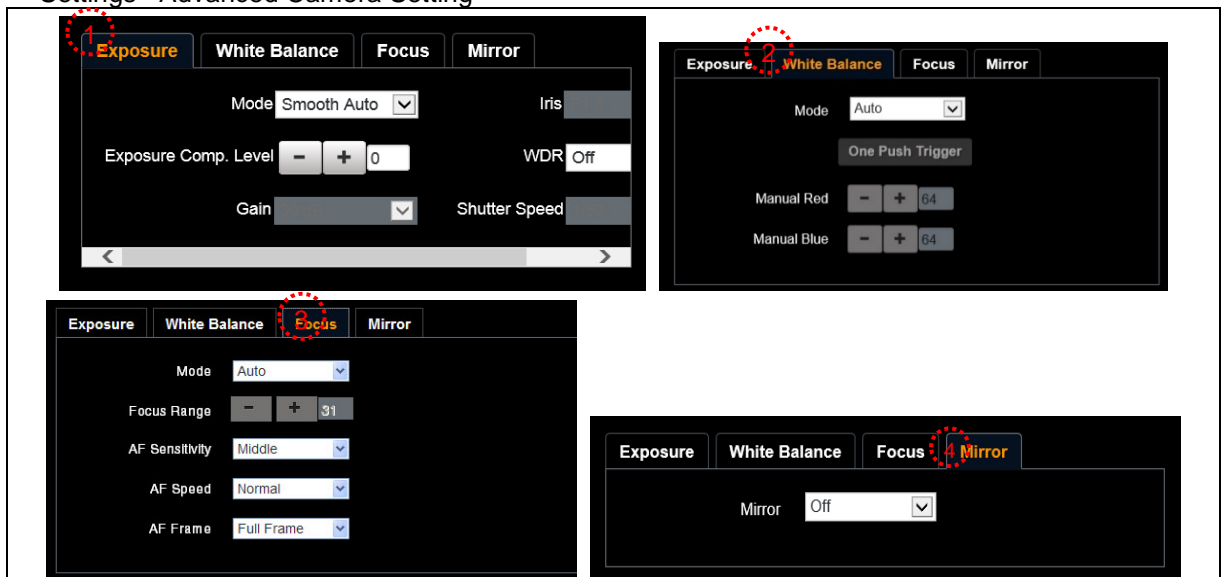 Settings - Advanced Camera Setting
1
Exposure White Balance Focus Mirror
Mode Smooth Auto Iris
Exposure Comp. Level - + 0 WDR Off
Gain Shutter Speed
2
Exposure White Balance Focus Mirror
Mode Auto
One Push Trigger
Manual Red - + 64
Manual Blue - + 64
3
Exposure White Balance Focus Mirror
Mode Auto
Focus Range - + 31
AF Sensitivity Middle
AF Speed Normal
AF Frame Full Frame
4
Exposure White Balance Focus Mirror
Mirror Off